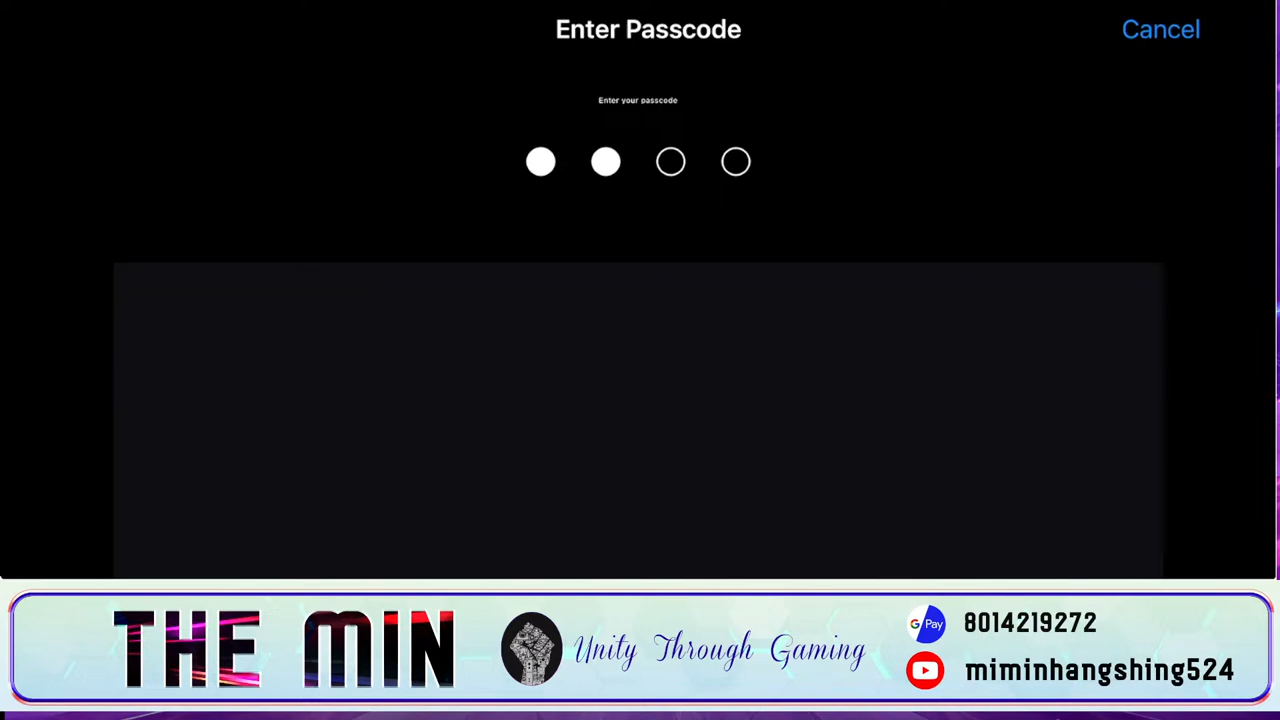 Enter Passcode
Cancel
Enter your passcode
THE MIN
Unity Through Gaming
G Pay
8014219272
miminhangshing524